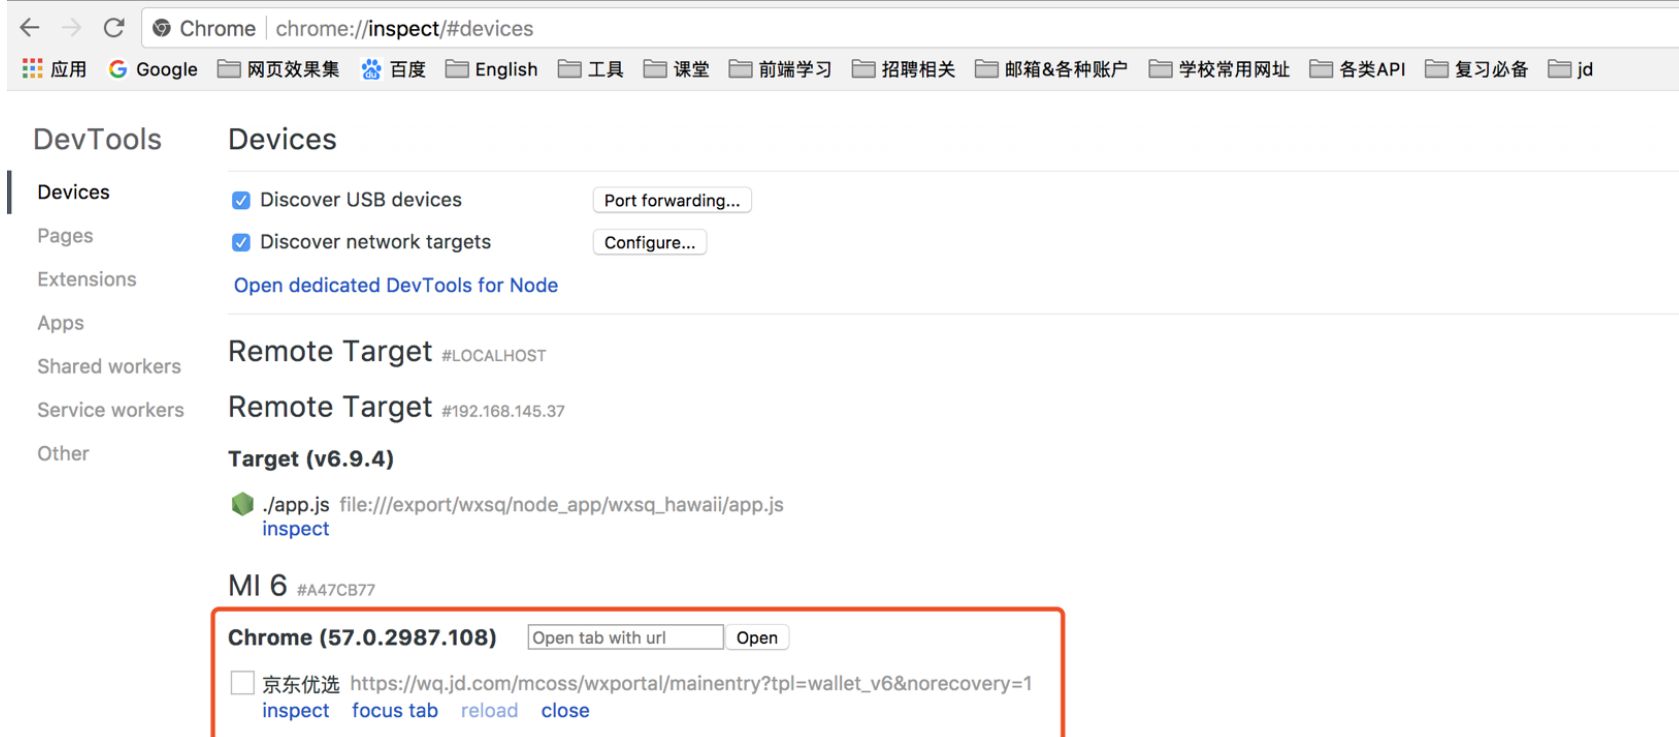 Chrome chrome://inspect/#devices
应用 Google 网页效果集 百度 English 工具 课堂 前端学习 招聘相关 邮箱&各种账户 学校常用网址 各类API 复习必备 jd
DevTools
Devices
Pages
Extensions
Apps
Shared workers
Service workers
Other
Devices
Discover USB devices Port forwarding...
Discover network targets Configure...
Open dedicated DevTools for Node
Remote Target #LOCALHOST
Remote Target #192.168.145.37
Target (v6.9.4)
./app.js file:///export/wxsq/node_app/wxsq_hawaii/app.js
inspect
MI 6 #A47CB77
Chrome (57.0.2987.108) Open tab with url Open
京东优选 https://wq.jd.com/mcoss/wxportal/mainentry?tpl=wallet_v6&norecovery=1
inspect focus tab reload close